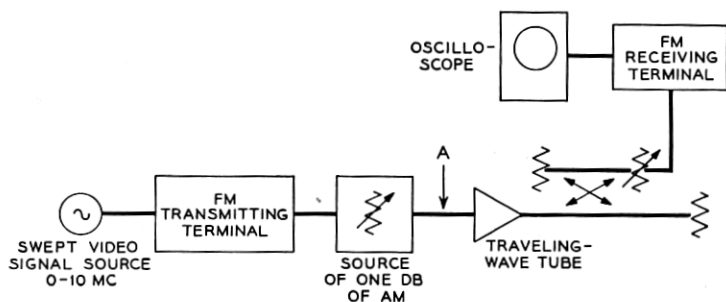 OSCILLO-
SCOPE
FM
RECEIVING
TERMINAL
A
FM
TRANSMITTING
TERMINAL
SWEPT VIDEO
SIGNAL SOURCE
0-10 MC
SOURCE
OF ONE DB
OF AM
TRAVELING-
WAVE TUBE